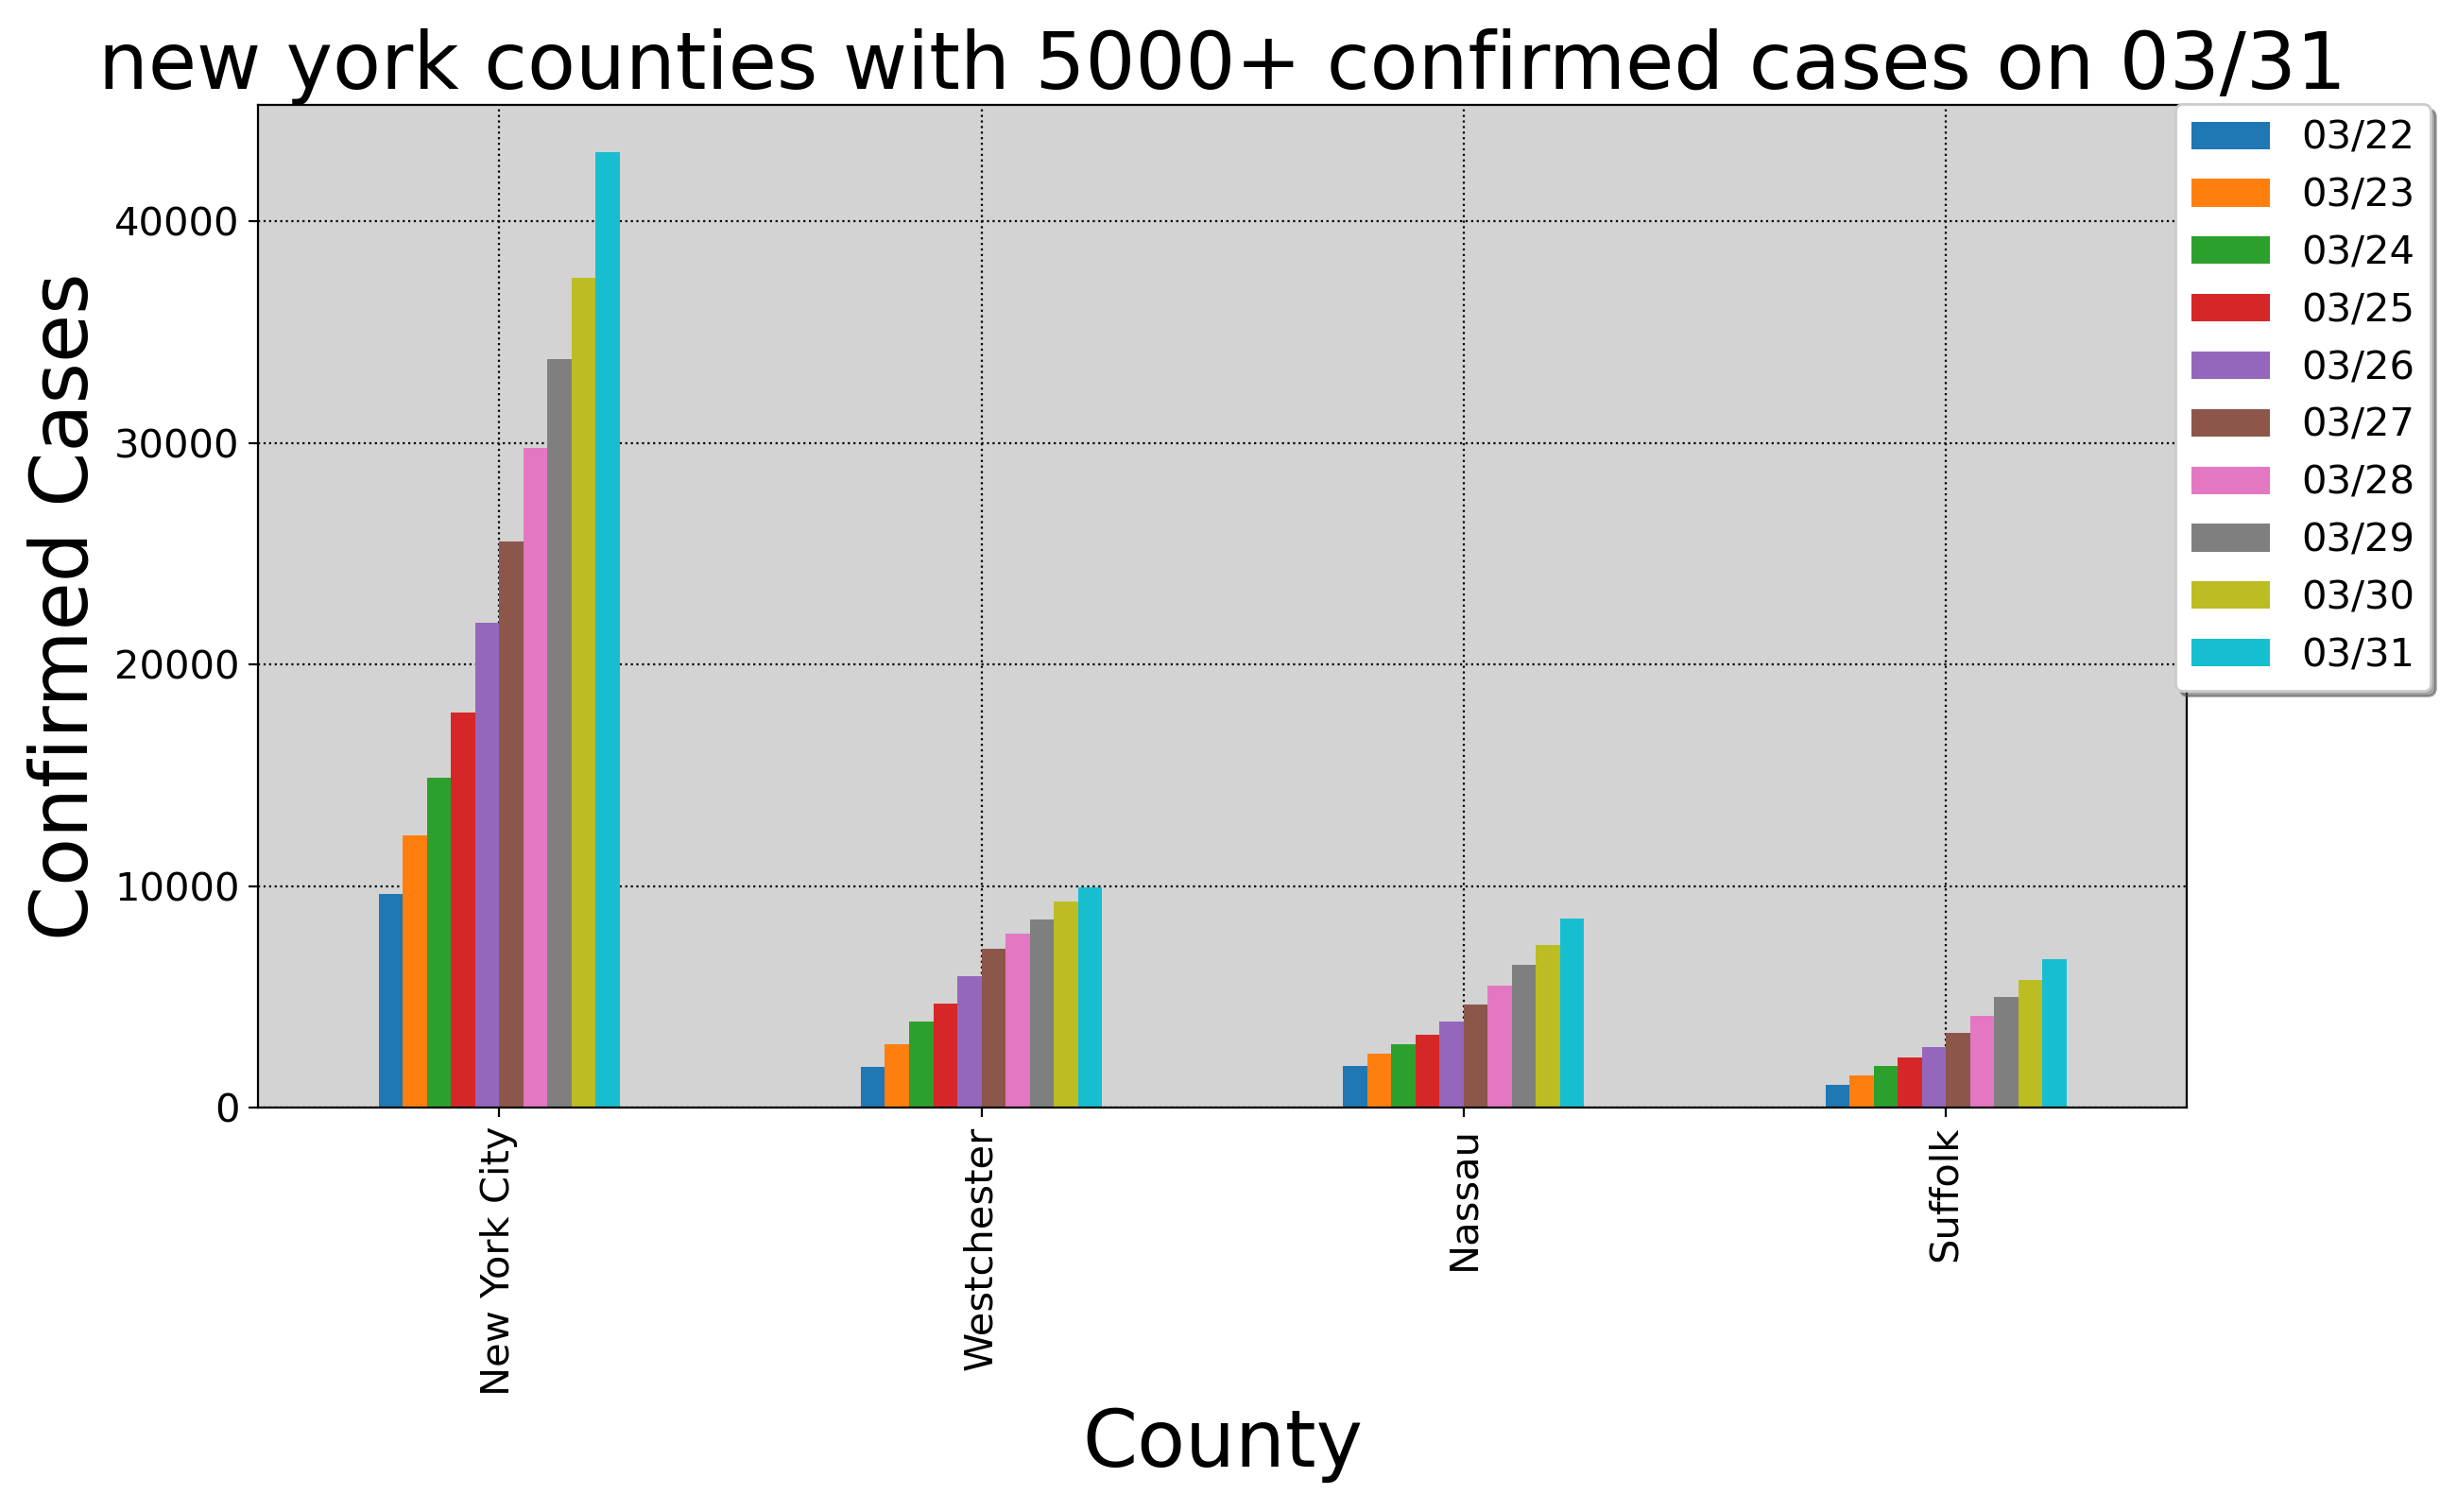 new york counties with 5000+ confirmed cases on 03/31
Confirmed Cases
40000
30000
20000
10000
0
03/22
03/23
03/24
03/25
03/26
03/27
03/28
03/29
03/30
03/31
New York City
Westchester
Nassau
Suffolk
County